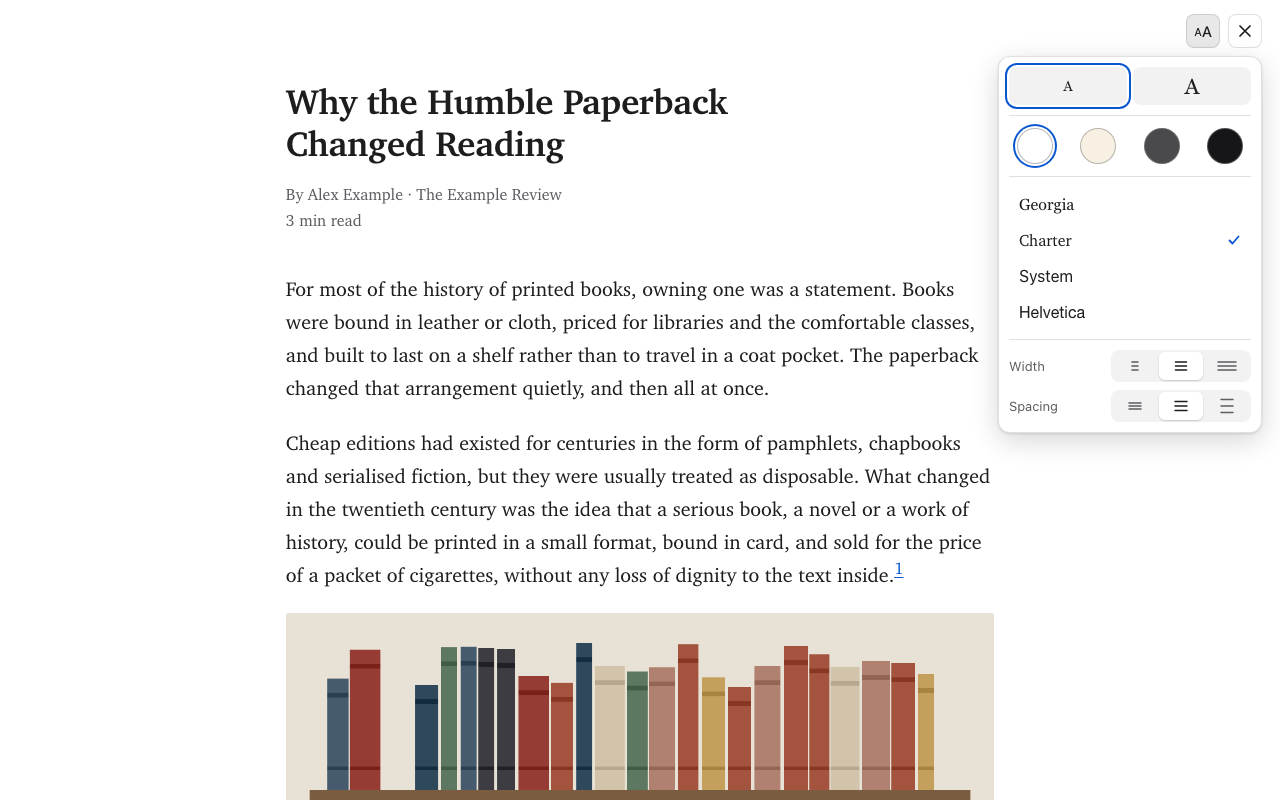 AA
Why the Humble Paperback
Changed Reading
By Alex Example · The Example Review
3 min read
For most of the history of printed books, owning one was a statement. Books
were bound in leather or cloth, priced for libraries and the comfortable classes,
and built to last on a shelf rather than to travel in a coat pocket. The paperback
changed that arrangement quietly, and then all at once.
Cheap editions had existed for centuries in the form of pamphlets, chapbooks
and serialised fiction, but they were usually treated as disposable. What changed
in the twentieth century was the idea that a serious book, a novel or a work of
history, could be printed in a small format, bound in card, and sold for the price
of a packet of cigarettes, without any loss of dignity to the text inside.1
A A
Georgia
Charter
System
Helvetica
Width
Spacing